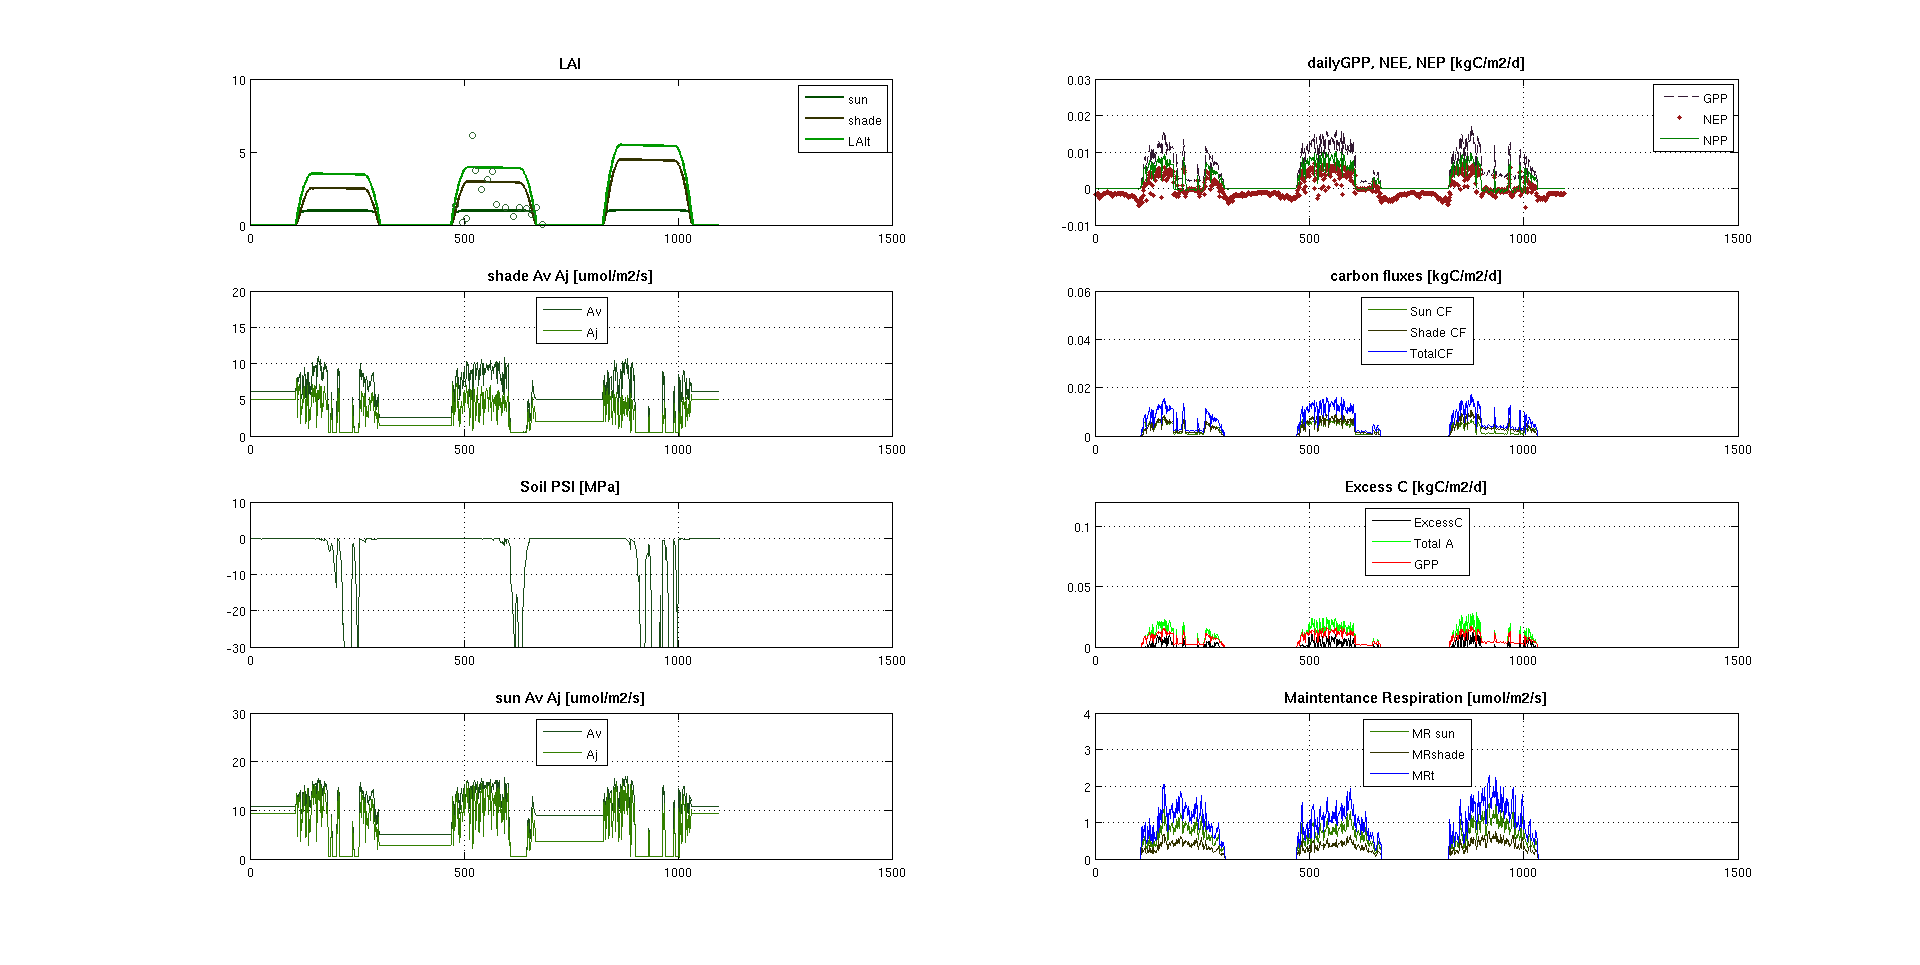 LAI
10
5
0
0
500
1000
1500
sun
shade
LAIt
dailyGPP, NEE, NEP [kgC/m2/d]
0.03
0.02
0.01
0
-0.01
0
500
1000
1500
GPP
NEP
NPP
shade Av Aj [umol/m2/s]
20
15
10
5
0
0
500
1000
1500
Av
Aj
carbon fluxes [kgC/m2/d]
0.06
0.04
0.02
0
0
500
1000
1500
Sun CF
Shade CF
TotalCF
Soil PSI [MPa]
10
0
-10
-20
-30
0
500
1000
1500
Excess C [kgC/m2/d]
0.1
0.05
0
0
500
1000
1500
ExcessC
Total A
GPP
sun Av Aj [umol/m2/s]
30
20
10
0
0
500
1000
1500
Av
Aj
Maintentance Respiration [umol/m2/s]
4
3
2
1
0
0
500
1000
1500
MR sun
MRshade
MRt